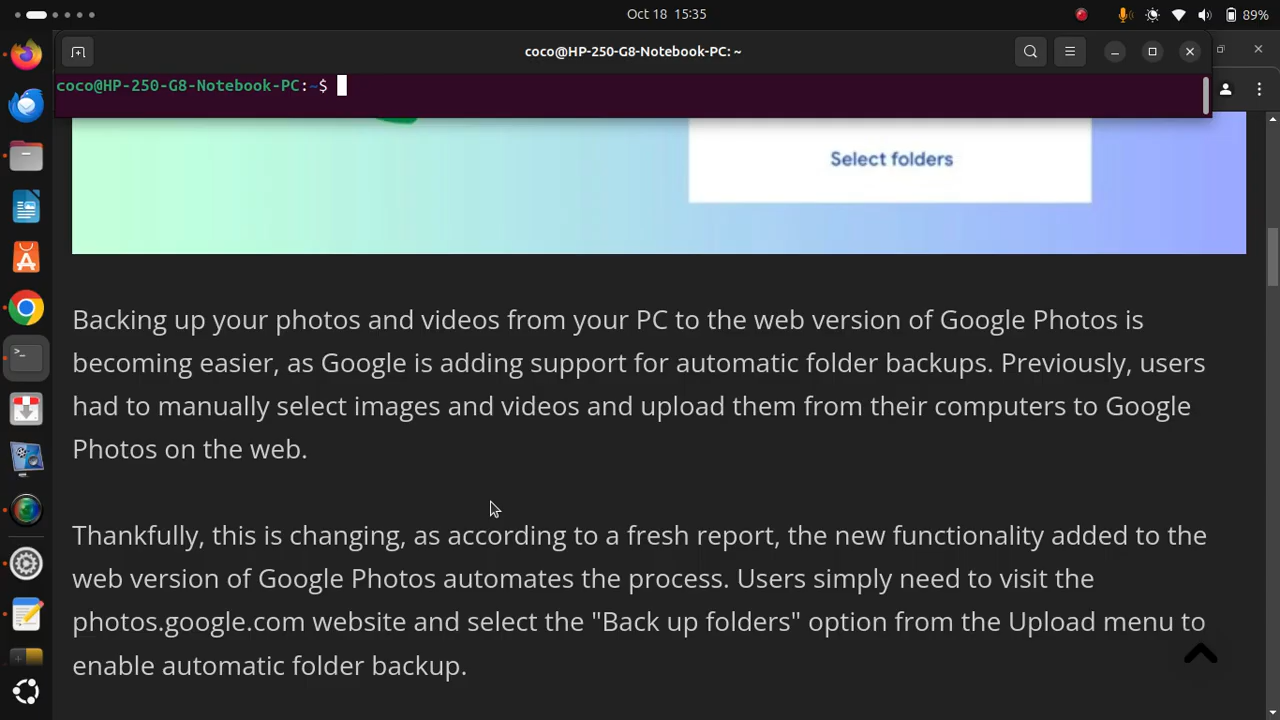 Oct 18 15:35
89%
coco@HP-250-G8-Notebook-PC: ~
coco@HP-250-G8-Notebook-PC:~$
Select folders
Backing up your photos and videos from your PC to the web version of Google Photos is
becoming easier, as Google is adding support for automatic folder backups. Previously, users
had to manually select images and videos and upload them from their computers to Google
Photos on the web.
Thankfully, this is changing, as according to a fresh report, the new functionality added to the
web version of Google Photos automates the process. Users simply need to visit the
photos.google.com website and select the "Back up folders" option from the Upload menu to
enable automatic folder backup.